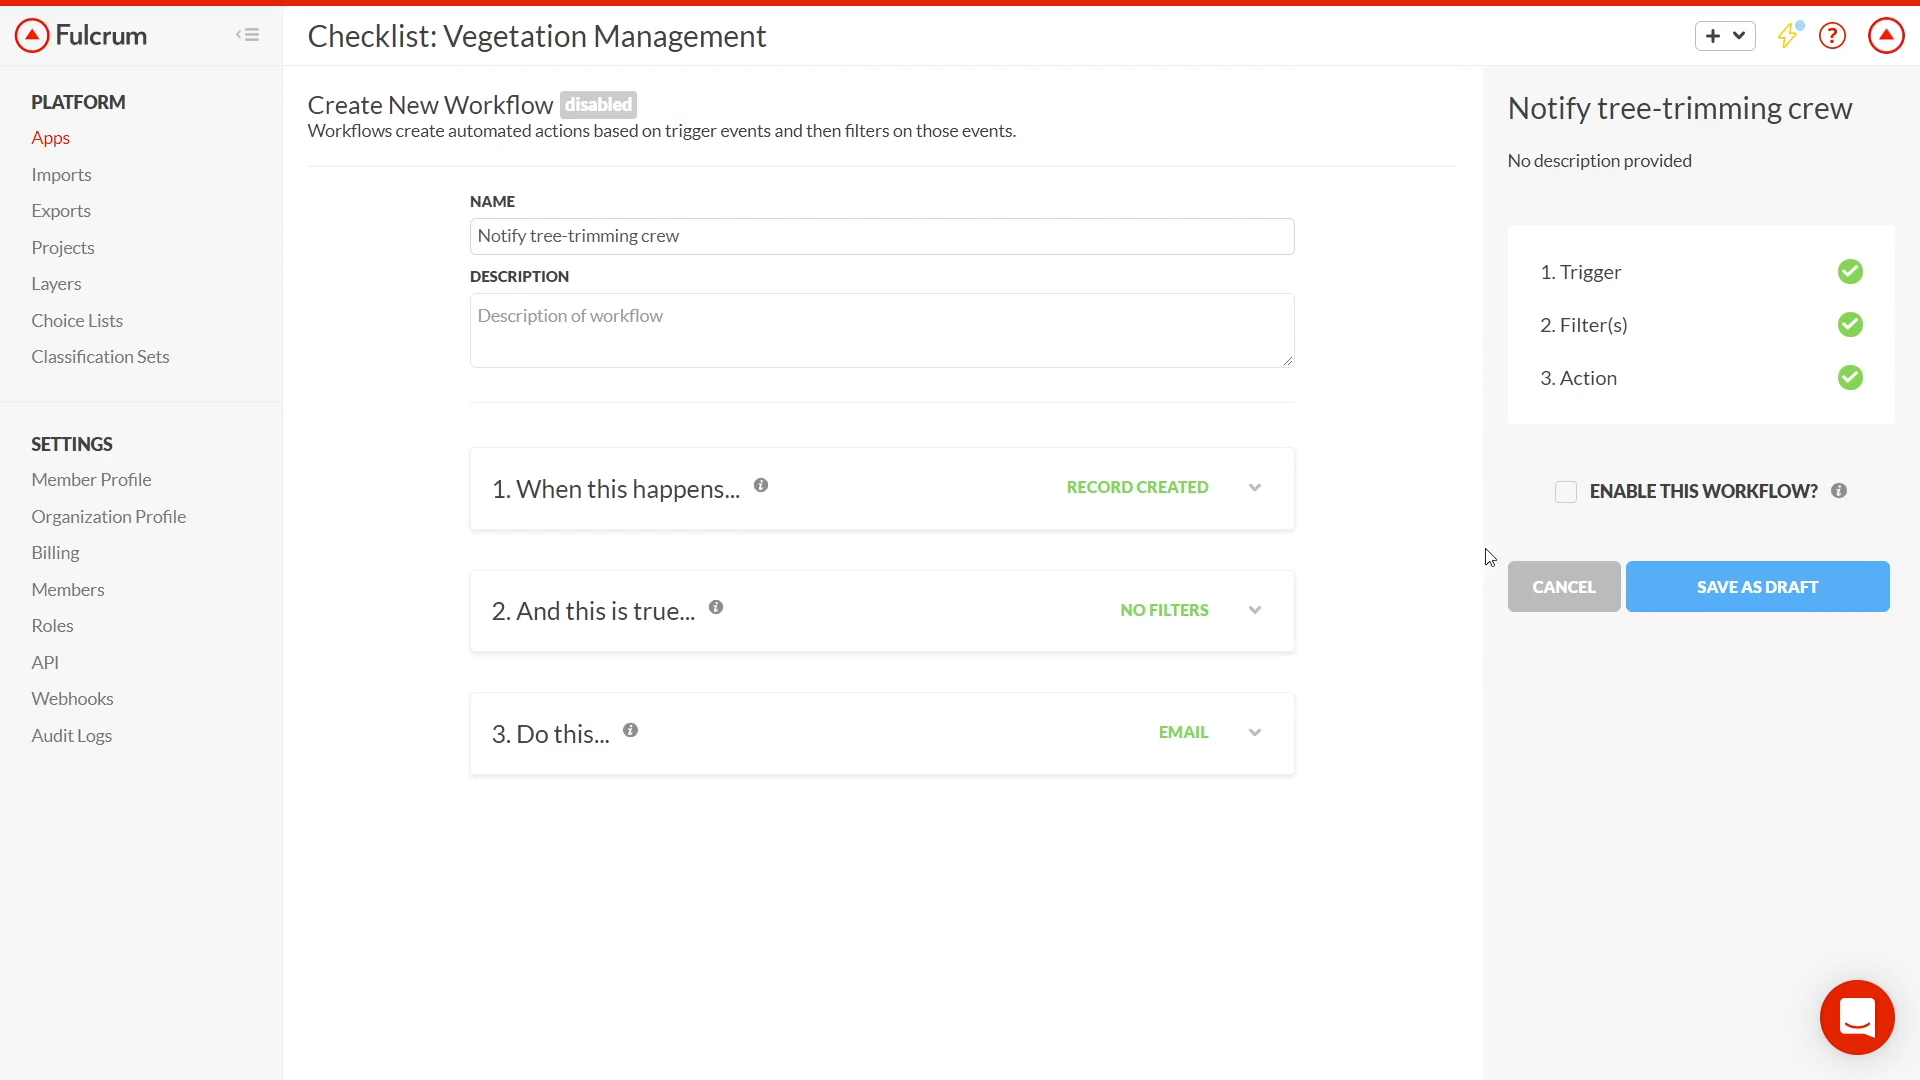 Fulcrum
Checklist: Vegetation Management
PLATFORM
Apps
Imports
Exports
Projects
Layers
Choice Lists
Classification Sets
SETTINGS
Member Profile
Organization Profile
Billing
Members
Roles
API
Webhooks
Audit Logs
Create New Workflow disabled
Workflows create automated actions based on trigger events and then filters on those events.
NAME
Notify tree-trimming crew
DESCRIPTION
Description of workflow
1. When this happens... RECORD CREATED
2. And this is true... NO FILTERS
3. Do this... EMAIL
Notify tree-trimming crew
No description provided
1. Trigger
2. Filter(s)
3. Action
ENABLE THIS WORKFLOW?
CANCEL SAVE AS DRAFT